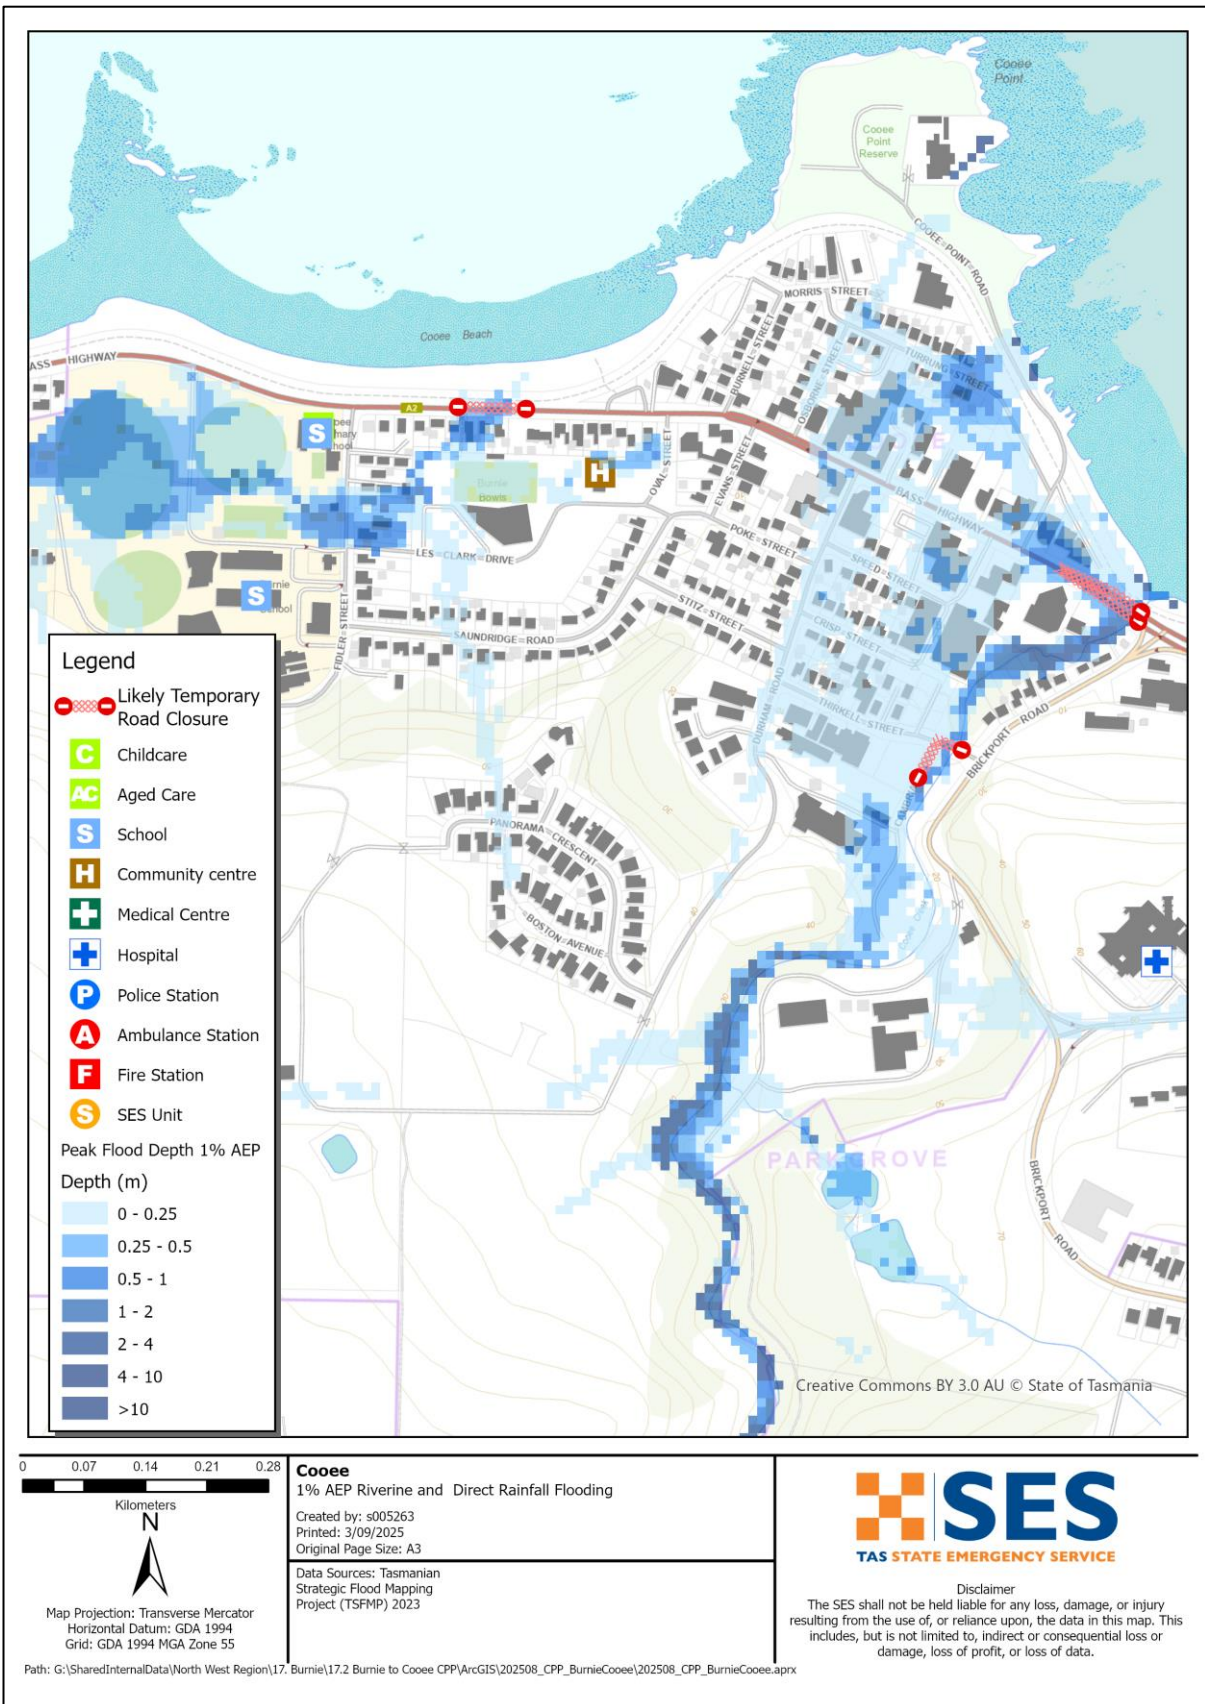 Cooee
Point
Cooee
Point
Reserve
COOEE POINT ROAD
MORRIS STREET
Cooee Beach
BURNELL STREET
TURRUNG STREET
OSBORNE STREET
ASS HIGHWAY
A2
S
mary
hool
H
Burnie
Bowls
OVAL STREET
EVANS STREET
BASS HIGHWAY
POKE STREET
LES CLARK DRIVE
SPEED STREET
S
STITZ STREET
CRISP STREET
SAUNDRIDGE ROAD
FIDLER STREET
DURHAM ROAD
THIRKELL STREET
BRICKPORT ROAD
10
PANORAMA CRESCENT
BOSTON AVENUE
PARKGROVE
BRICKPORT ROAD
Legend
Likely Temporary
Road Closure
C Childcare
AC Aged Care
S School
H Community centre
Medical Centre
Hospital
P Police Station
A Ambulance Station
F Fire Station
S SES Unit
Peak Flood Depth 1% AEP
Depth (m)
0 - 0.25
0.25 - 0.5
0.5 - 1
1 - 2
2 - 4
4 - 10
>10
Creative Commons BY 3.0 AU © State of Tasmania
0 0.07 0.14 0.21 0.28
Kilometers
N
Map Projection: Transverse Mercator
Horizontal Datum: GDA 1994
Grid: GDA 1994 MGA Zone 55
Cooee
1% AEP Riverine and Direct Rainfall Flooding
Created by: s005263
Printed: 3/09/2025
Original Page Size: A3
Data Sources: Tasmanian
Strategic Flood Mapping
Project (TSFMP) 2023
SES
TAS STATE EMERGENCY SERVICE
Disclaimer
The SES shall not be held liable for any loss, damage, or injury
resulting from the use of, or reliance upon, the data in this map. This
includes, but is not limited to, indirect or consequential loss or
damage, loss of profit, or loss of data.
Path: G:\SharedInternalData\North West Region\17. Burnie\17.2 Burnie to Cooee CPP\ArcGIS\202508_CPP_BurnieCooee\202508_CPP_BurnieCooee.aprx